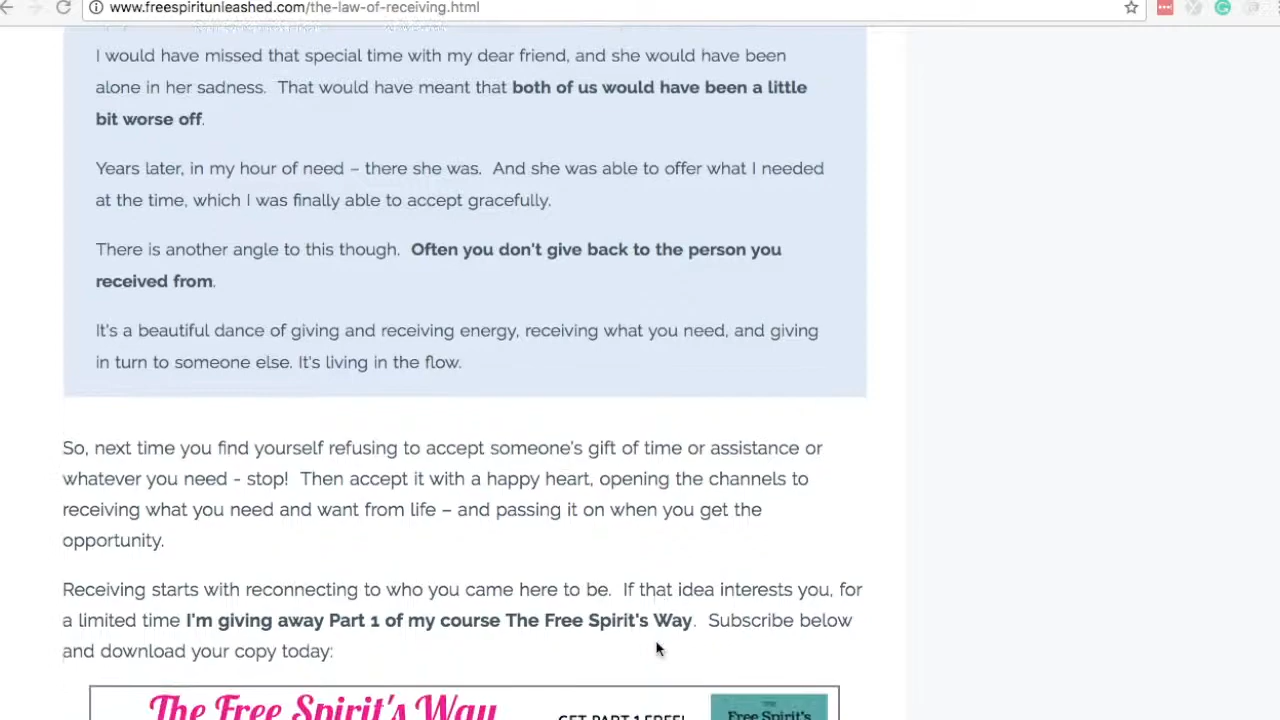 www.freespiritunleashed.com/the-law-of-receiving.html
I would have missed that special time with my dear friend, and she would have been
alone in her sadness.  That would have meant that both of us would have been a little
bit worse off.
Years later, in my hour of need – there she was.  And she was able to offer what I needed
at the time, which I was finally able to accept gracefully.
There is another angle to this though.  Often you don't give back to the person you
received from.
It's a beautiful dance of giving and receiving energy, receiving what you need, and giving
in turn to someone else. It's living in the flow.
So, next time you find yourself refusing to accept someone's gift of time or assistance or
whatever you need - stop!  Then accept it with a happy heart, opening the channels to
receiving what you need and want from life – and passing it on when you get the
opportunity.
Receiving starts with reconnecting to who you came here to be.  If that idea interests you, for
a limited time I'm giving away Part 1 of my course The Free Spirit's Way.  Subscribe below
and download your copy today:
The Free Spirit's Way
GET PART 1 FREE!
Free Spirit's